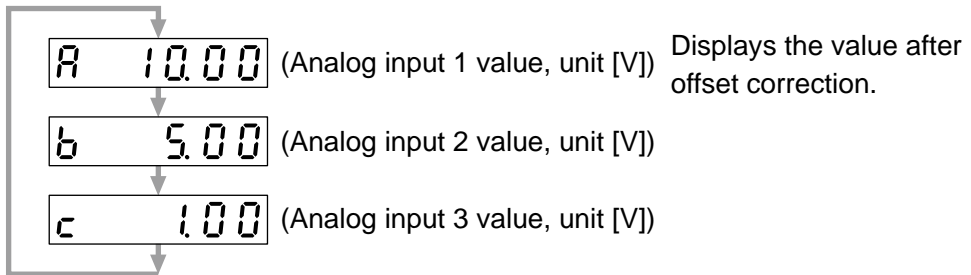 A 10.00 (Analog input 1 value, unit [V]) Displays the value after
offset correction.
b 5.00 (Analog input 2 value, unit [V])
c 1.00 (Analog input 3 value, unit [V])